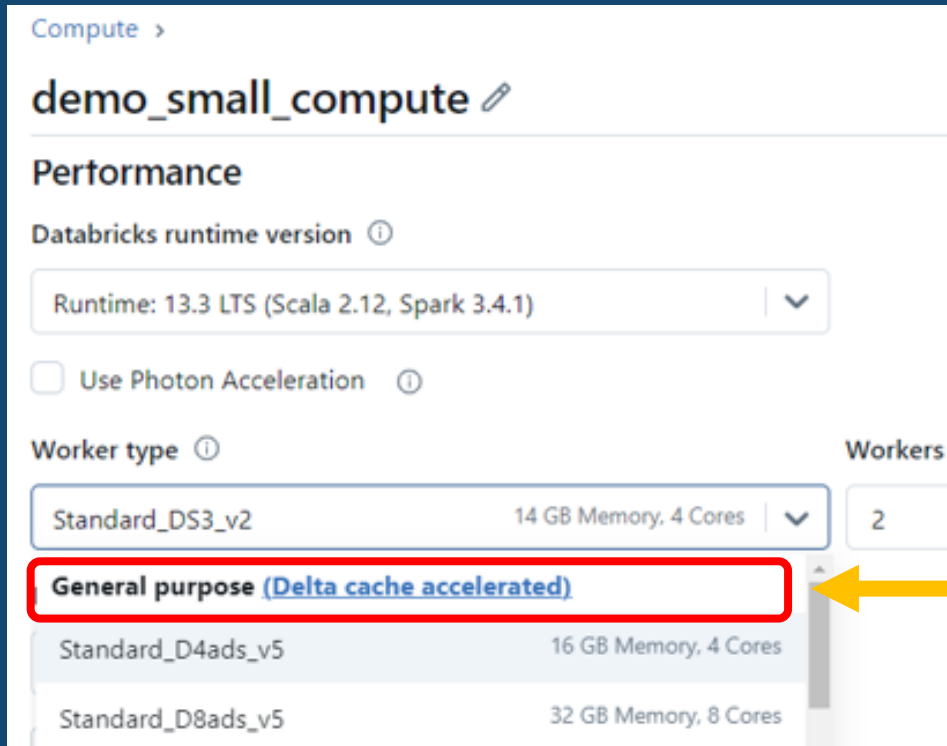 Compute >
demo_small_compute
Performance
Databricks runtime version
Runtime: 13.3 LTS (Scala 2.12, Spark 3.4.1)
Use Photon Acceleration
Worker type Workers
Standard_DS3_v2 14 GB Memory, 4 Cores 2
General purpose (Delta cache accelerated)
Standard_D4ads_v5 16 GB Memory, 4 Cores
Standard_D8ads_v5 32 GB Memory, 8 Cores